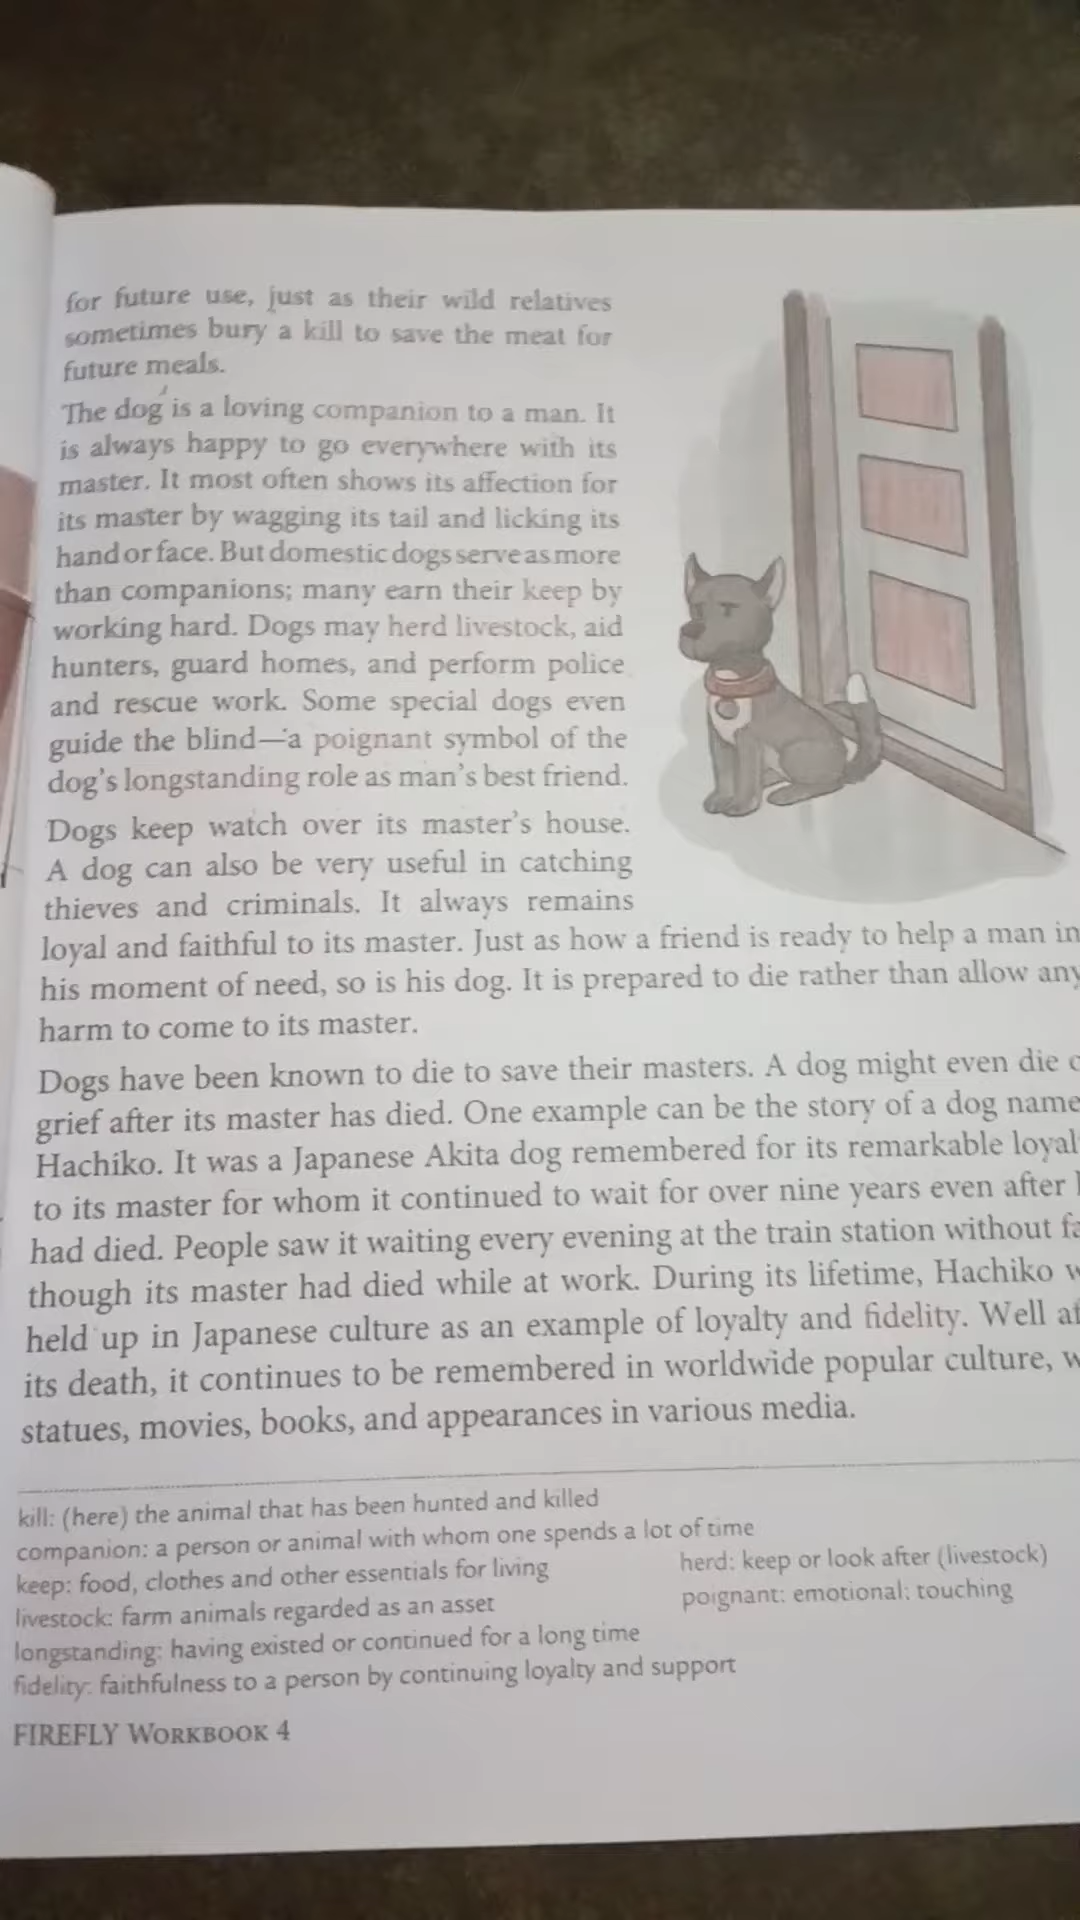 for future use, just as their wild relatives
sometimes bury a kill to save the meat for
future meals.
The dog is a loving companion to a man. It
is always happy to go everywhere with its
master. It most often shows its affection for
its master by wagging its tail and licking its
hand or face. But domestic dogs serve as more
than companions; many earn their keep by
working hard. Dogs may herd livestock, aid
hunters, guard homes, and perform police
and rescue work. Some special dogs even
guide the blind—a poignant symbol of the
dog's longstanding role as man's best friend.
Dogs keep watch over its master's house.
A dog can also be very useful in catching
thieves and criminals. It always remains
loyal and faithful to its master. Just as how a friend is ready to help a man in
his moment of need, so is his dog. It is prepared to die rather than allow any
harm to come to its master.
Dogs have been known to die to save their masters. A dog might even die
grief after its master has died. One example can be the story of a dog name
Hachiko. It was a Japanese Akita dog remembered for its remarkable loyal
to its master for whom it continued to wait for over nine years even after
had died. People saw it waiting every evening at the train station without
though its master had died while at work. During its lifetime, Hachiko
held up in Japanese culture as an example of loyalty and fidelity. Well
its death, it continues to be remembered in worldwide popular culture,
statues, movies, books, and appearances in various media.
kill: (here) the animal that has been hunted and killed
companion: a person or animal with whom one spends a lot of time
keep: food, clothes and other essentials for living
herd: keep or look after (livestock)
livestock: farm animals regarded as an asset
poignant: emotional; touching
longstanding: having existed or continued for a long time
fidelity: faithfulness to a person by continuing loyalty and support
FIREFLY WORKBOOK 4